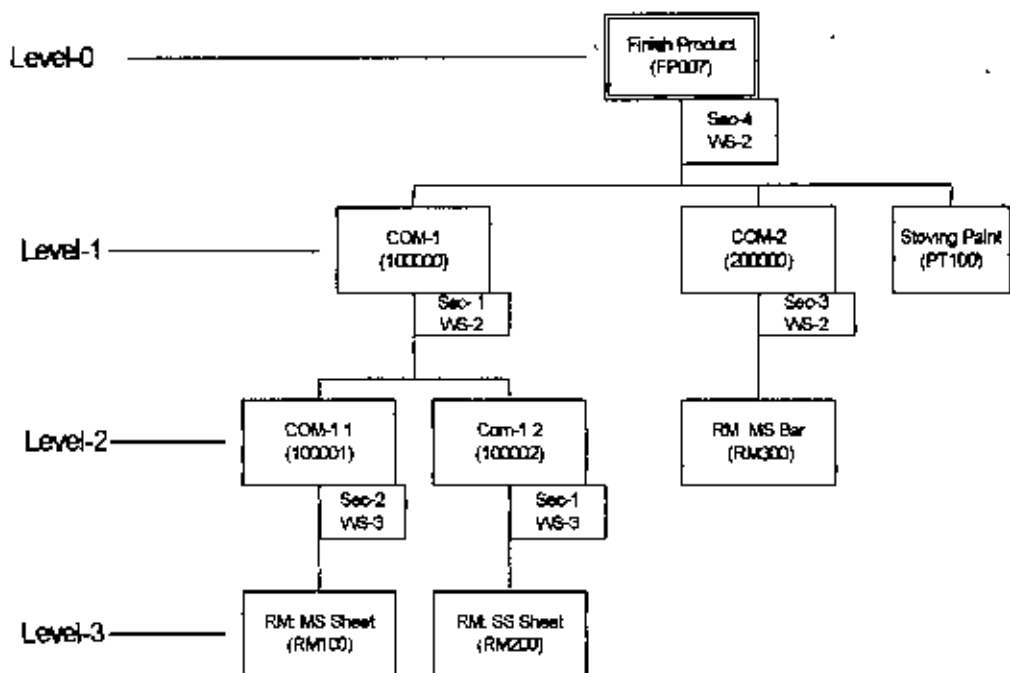 Level-0
Finish Product
(FP007)
Sec-4
WS-2
Level-1
COM-1
(100000)
COM-2
(200000)
Stoving Paint
(PT100)
Sec-1
WS-2
Sec-3
WS-2
Level-2
COM-1 1
(100001)
Com-1 2
(100002)
RM MS Bar
(RM300)
Sec-2
WS-3
Sec-1
WS-3
Level-3
RM: MS Sheet
(RM100)
RM: SS Sheet
(RM200)